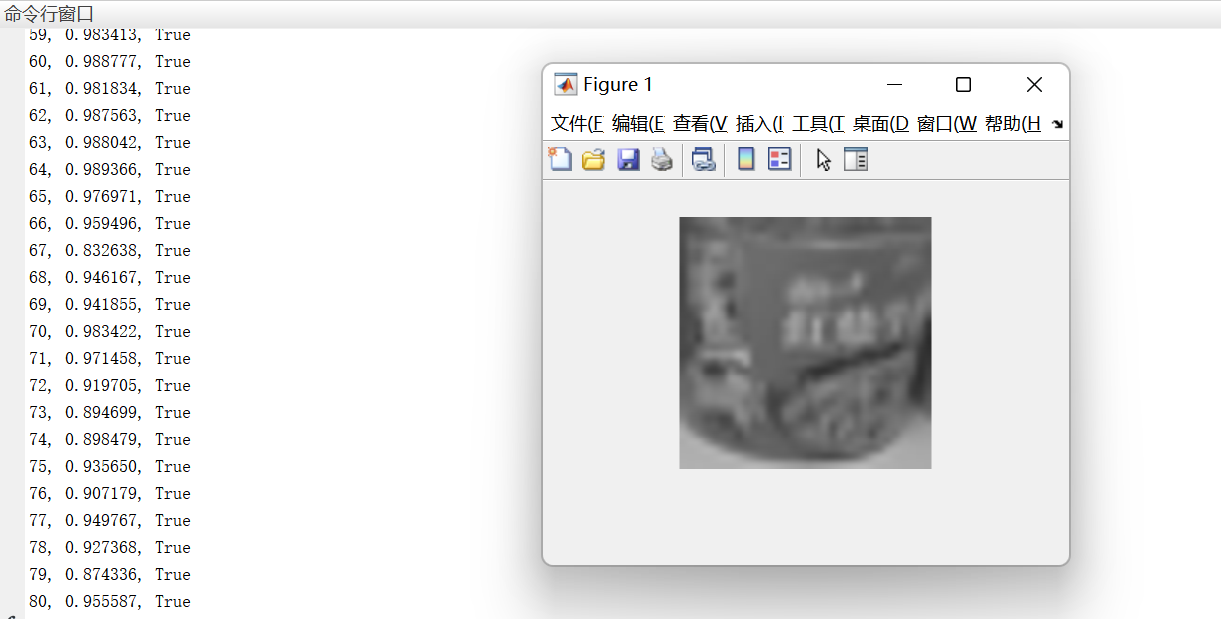 命令行窗口
59, 0.983413, True
60, 0.988777, True
61, 0.981834, True
62, 0.987563, True
63, 0.988042, True
64, 0.989366, True
65, 0.976971, True
66, 0.959496, True
67, 0.832638, True
68, 0.946167, True
69, 0.941855, True
70, 0.983422, True
71, 0.971458, True
72, 0.919705, True
73, 0.894699, True
74, 0.898479, True
75, 0.935650, True
76, 0.907179, True
77, 0.949767, True
78, 0.927368, True
79, 0.874336, True
80, 0.955587, True
Figure 1
文件(F 编辑(E 查看(V 插入(I 工具(T 桌面(D 窗口(W 帮助(H